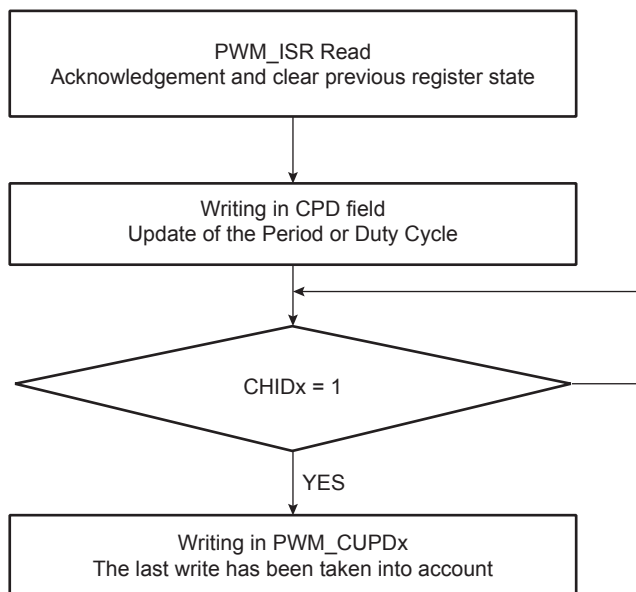 PWM_ISR Read
Acknowledgement and clear previous register state
Writing in CPD field
Update of the Period or Duty Cycle
CHIDx = 1
YES
Writing in PWM_CUPDx
The last write has been taken into account